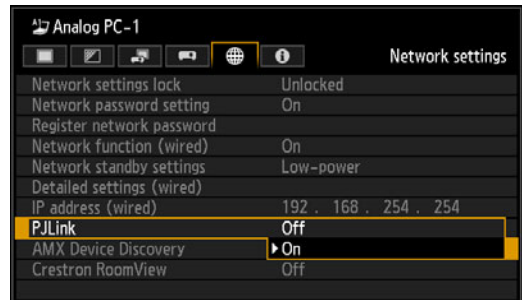 Analog PC-1
Network settings
Network settings lock Unlocked
Network password setting On
Register network password
Network function (wired) On
Network standby settings Low-power
Detailed settings (wired)
IP address (wired) 192 . 168 . 254 . 254
PJLink Off
AMX Device Discovery On
Crestron RoomView Off